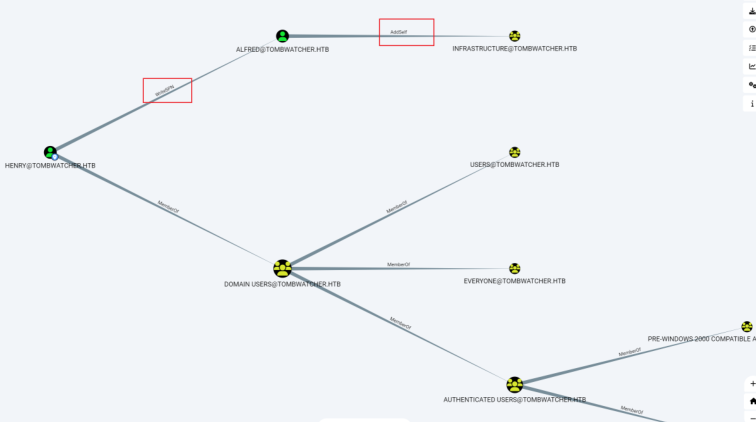 AddSelf
ALFRED@TOMBWATCHER.HTB
INFRASTRUCTURE@TOMBWATCHER.HTB
WriteSPN
HENRY@TOMBWATCHER.HTB
USERS@TOMBWATCHER.HTB
MemberOf
MemberOf
MemberOf
DOMAIN USERS@TOMBWATCHER.HTB
EVERYONE@TOMBWATCHER.HTB
MemberOf
PRE-WINDOWS 2000 COMPATIBLE A
MemberOf
AUTHENTICATED USERS@TOMBWATCHER.HTB
MemberOf